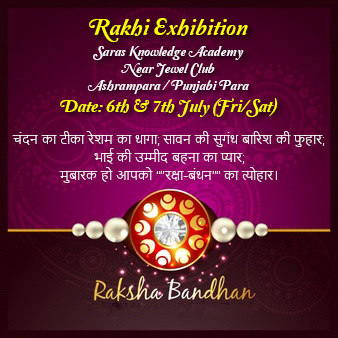 Rakhi Exhibition
Saras Knowledge Academy
Near Jewel Club
Ashrampara / Punjabi Para
Date: 6th & 7th July (Fri/Sat)
चंदन का टीका रेशम का धागा; सावन की सुगंध बारिश की फुहार;
भाई की उम्मीद बहना का प्यार;
मुबारक हो आपको ““रक्षा-बंधन”“ का त्योहार।
Raksha Bandhan